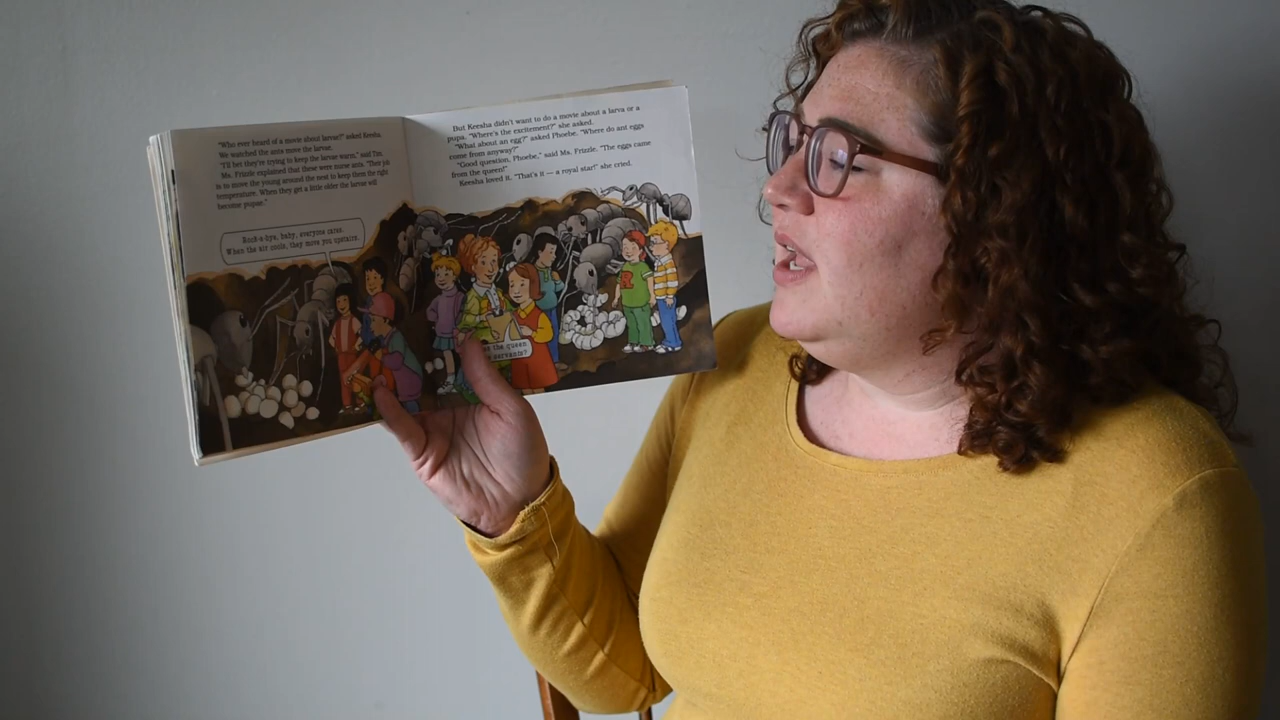 "Who ever heard of a movie about larvae?" asked Keesha.
We watched the ants move the larvae.
"I'll bet they're trying to keep the larvae warm," said Tim.
Ms. Frizzle explained that these were nurse ants. "Their job
is to move the young around the nest to keep them the right
temperature. When they get a little older the larvae will
become pupae."
Rock-a-bye, baby, everyone cares.
When the air cools, they move you upstairs.
But Keesha didn't want to do a movie about a larva or a
pupa. "Where's the excitement?" she asked.
"What about an egg?" asked Phoebe. "Where do ant eggs
come from anyway?"
"Good question, Phoebe," said Ms. Frizzle. "The eggs came
from the queen!"
Keesha loved it. "That's it — a royal star!" she cried.
the queen
servants?
R